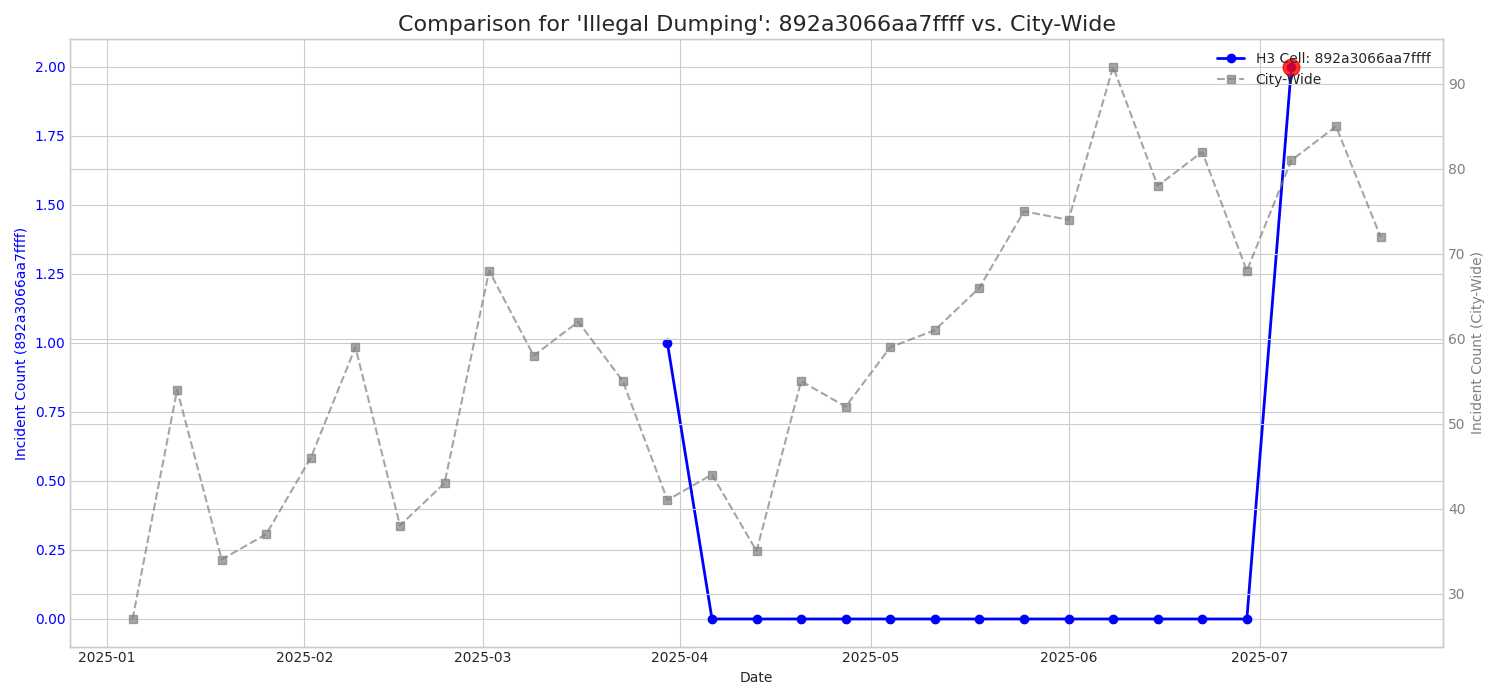 Comparison for 'Illegal Dumping': 892a3066aa7ffff vs. City-Wide
H3 Cell: 892a3066aa7ffff
City-Wide
Incident Count (892a3066aa7ffff)
2.00
1.75
1.50
1.25
1.00
0.75
0.50
0.25
0.00
90
80
70
60
50
40
30
Incident Count (City-Wide)
2025-01 2025-02 2025-03 2025-04 2025-05 2025-06 2025-07
Date